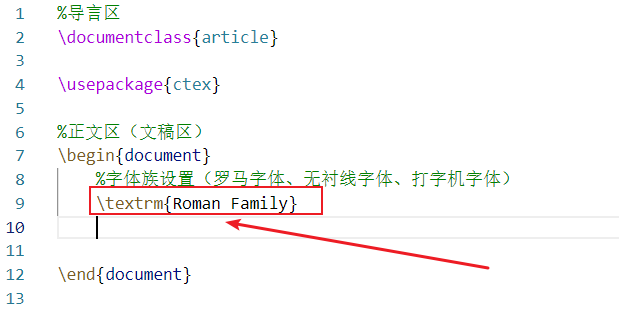 1 %导言区
2 \documentclass{article}
3
4 \usepackage{ctex}
5
6 %正文区（文稿区）
7 \begin{document}
8 %字体族设置（罗马字体、无衬线字体、打字机字体）
9 \textrm{Roman Family}
10
11
12 \end{document}
13